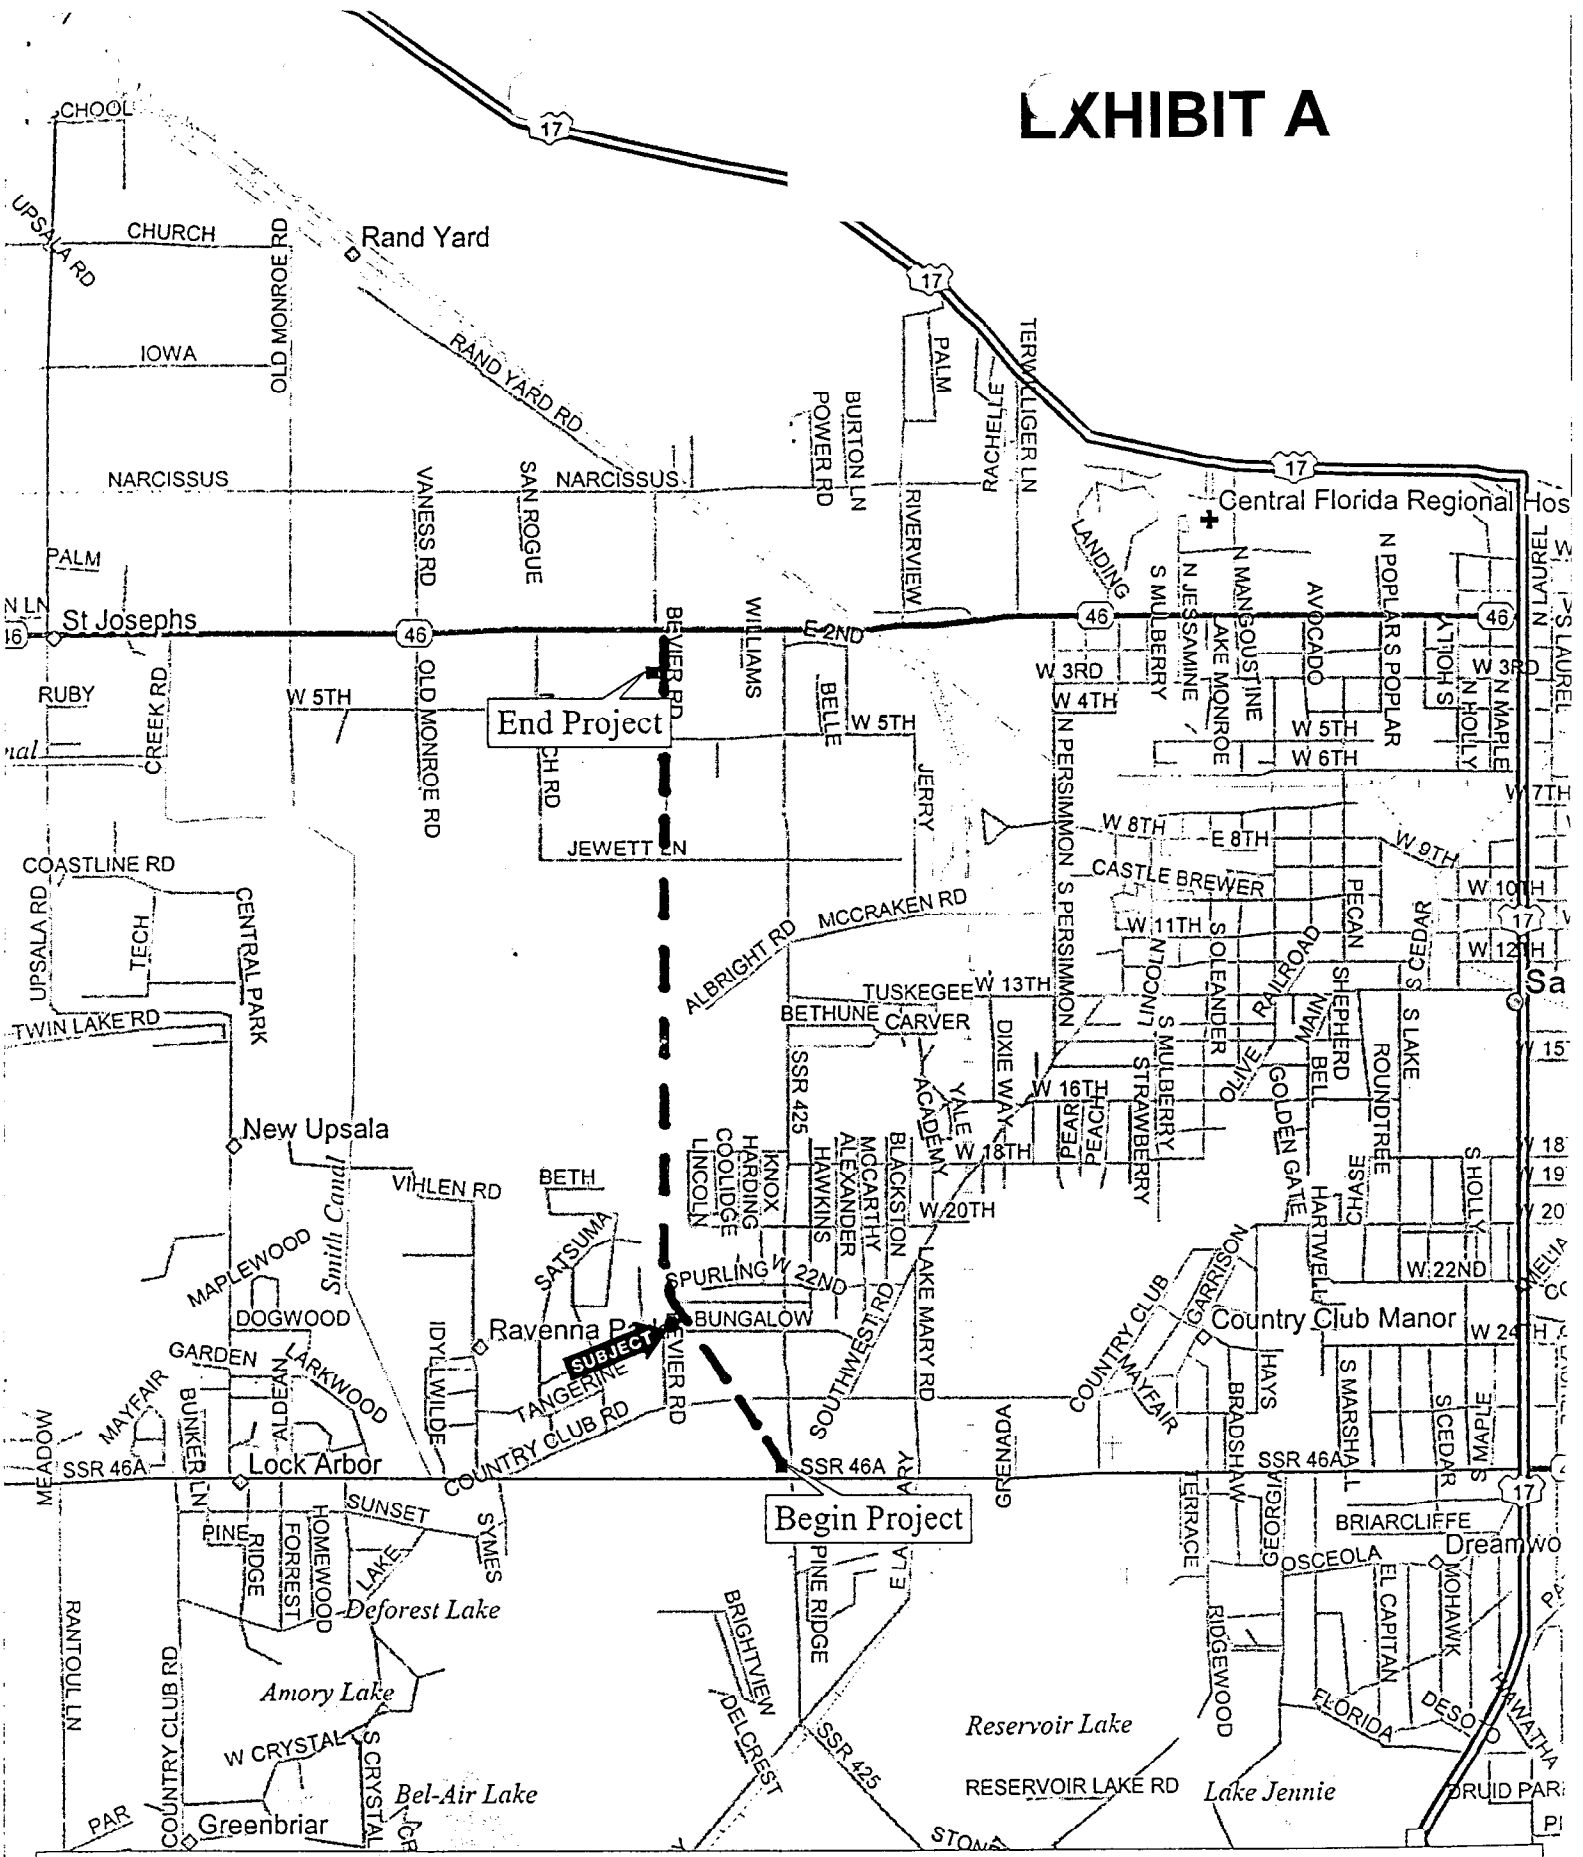 EXHIBIT A
17
CHOOL
UPSALA RD
CHURCH
OLD MONROE RD
Rand Yard
17
IOWA
RAND YARD RD
PALM
RACHELLE
TERWILLIGER LN
POWER RD
BURTON LN
17
NARCISSUS
VANESS RD
SAN ROGUE
NARCISSUS
RIVERVIEW
LANDING
Central Florida Regional Hos
PALM
N LN
St Josephs
46
46
BEVIER RD
WILLIAMS
E 2ND
46
S MULBERRY
N JESSAMINE
N MANGOUSTINE
LAKE MONROE
AVOCADO
N POPLAR
S POPLAR
S HOLLY
46
N LAUREL
S LAUREL
W 3RD
W 3RD
W 4TH
N HOLLY
N MAPLE
RUBY
CREEK RD
W 5TH
OLD MONROE RD
End Project
CH RD
BELLE
W 5TH
JERRY
N PERSIMMON
W 5TH
W 6TH
W 7TH
JEWETT LN
W 8TH
E 8TH
W 9TH
COASTLINE RD
UPSALA RD
TECH
CENTRAL PARK
ALBRIGHT RD
MCCRAKEN RD
S PERSIMMON
CASTLE BREWER
PECAN
W 10TH
17
W 11TH
S OLEANDER
RAILROAD
S CEDAR
W 12TH
TWIN LAKE RD
TUSKEGEE
W 13TH
BETHUNE
CARVER
LINCOLN
MAIN
SHEPHERD
Sa
SSR 425
ACADEMY
YALE
DIXIE WAY
W 16TH
PEAR
PEACH
STRAWBERRY
S MULBERRY
OLIVE
GOLDEN GATE
BELL
ROUNDTREE
S LAKE
W 15
New Upsala
Smith Canal
VIHLEN RD
BETH
SATSUMA
LINCOLN
COOLIDGE
HARDING
KNOX
HAWKINS
ALEXANDER
MCCARTHY
BLACKSTON
W 18TH
W 20TH
CHASE
HARTWELL
S HOLLY
W 18
W 19
W 20
MAPLEWOOD
SPURLING
W 22ND
LAKE MARY RD
COUNTRY CLUB
GARRISON
W 22ND
AMELIA
DOGWOOD
Ravenna
SUBJECT
BUNGALOW
SOUTHWEST RD
Country Club Manor
W 24TH
GARDEN
LARKWOOD
ALDEAN
IDYLLWILDE
TANGERINE
BEVIER RD
MAYFAIR
HAYS
BRADSHAW
S MARSHALL
S CEDAR
S MAPLE
MAYFAIR
BUNKER LN
MEADOW
COUNTRY CLUB RD
SSR 46A
Lock Arbor
SSR 46A
GRENADA
SSR 46A
17
Begin Project
SUNSET
PINE
RIDGE
FORREST
HOMEWOOD
LAKE
SYMES
PINE RIDGE
TERRACE
GEORGIA
BRIARCLIFFE
OSCEOLA
Dreamwo
Deforest Lake
RANTOUL LN
COUNTRY CLUB RD
BRIGHTVIEW
RIDGEWOOD
EL CAPITAN
MOHAWK
Amory Lake
DELCREST
SSR 425
Reservoir Lake
FLORIDA
DESOTO
W CRYSTAL
S CRYSTAL
Bel-Air Lake
RESERVOIR LAKE RD
Lake Jennie
DRUID PAR
PAR
Greenbriar
CR
STONE
PI